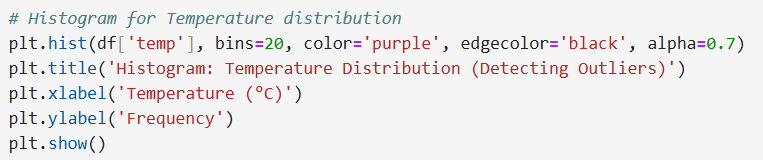 # Histogram for Temperature distribution
plt.hist(df['temp'], bins=20, color='purple', edgecolor='black', alpha=0.7)
plt.title('Histogram: Temperature Distribution (Detecting Outliers)')
plt.xlabel('Temperature (°C)')
plt.ylabel('Frequency')
plt.show()